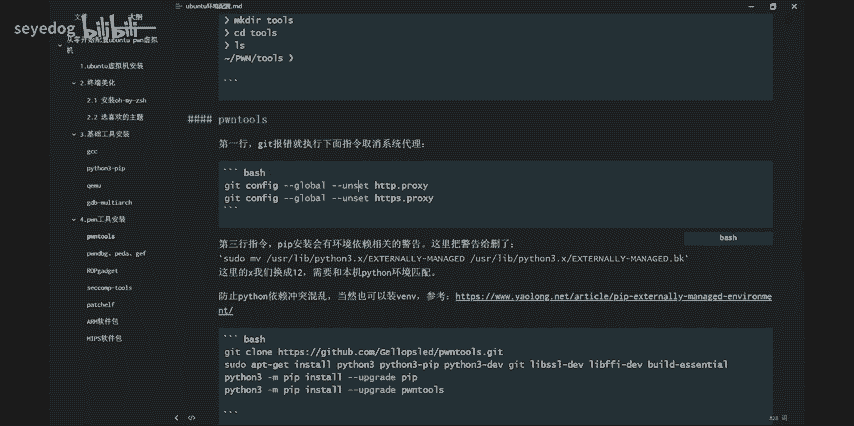 ubuntu环境配置.md
大纲
seyedog bilibili
从零开始配置ubuntu pwn虚拟机
1.ubuntu虚拟机安装
2.终端美化
2.1 安装oh-my-zsh
2.2 选喜欢的主题
3.基础工具安装
gcc
python3-pip
qemu
gdb-multiarch
4.pwn工具安装
pwntools
pwndbg、peda、gef
ROPgadget
seccomp-tools
patchelf
ARM软件包
MIPS软件包
❯ mkdir tools
❯ cd tools
❯ ls
~/PWN/tools ❯
```
#### pwntools
第一行，git报错就执行下面指令取消系统代理：
``` bash
git config --global --unset http.proxy
git config --global --unset https.proxy
```
bash
第三行指令，pip安装会有环境依赖相关的警告。这里把警告给删了：
`sudo mv /usr/lib/python3.x/EXTERNALLY-MANAGED /usr/lib/python3.x/EXTERNALLY-MANAGED.bk`
这里的x我们换成12，需要和本机python环境匹配。
防止python依赖冲突混乱，当然也可以装venv，参考：https://www.yaolong.net/article/pip-externally-managed-environme
nt/
``` bash
git clone https://github.com/Gallopsled/pwntools.git
sudo apt-get install python3 python3-pip python3-dev git libssl-dev libffi-dev build-essential
python3 -m pip install --upgrade pip
python3 -m pip install --upgrade pwntools
```